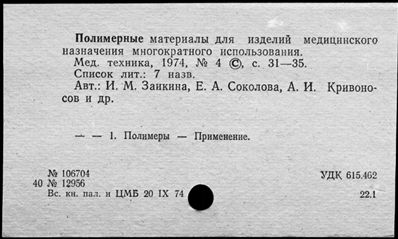 Полимерные материалы для изделий медицинского
назначения многократного использования.
Мед. техника, 1974, № 4 ©, с. 31—35.
Список лит.: 7 назв.
Авт.: И. М. Заикина, Е. А. Соколова, А. И. Кривоно-
сов и др.
— — 1. Полимеры — Применение.
№ 106704
40 № 12956
УДК 615.462
Вс. кн. пал. и ЦМБ 20 IX 74
22.1